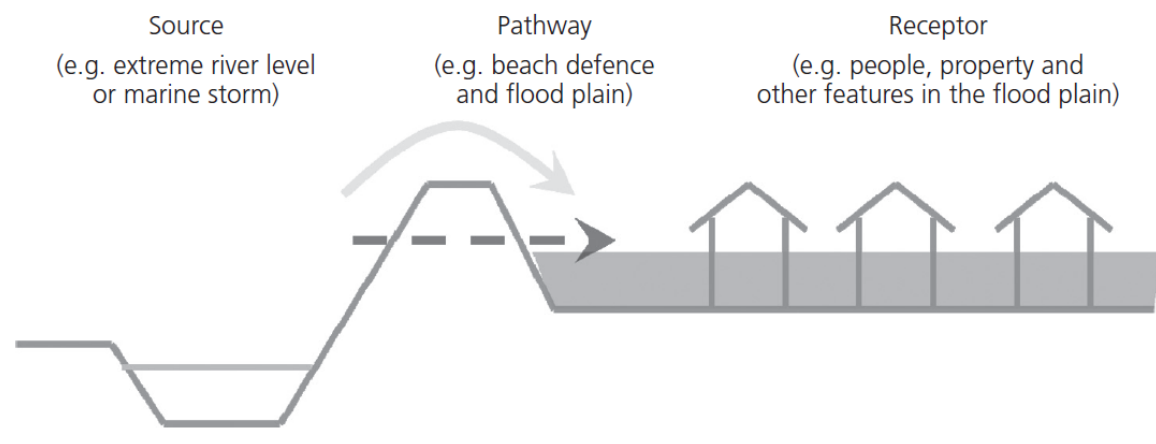 Source
(e.g. extreme river level
or marine storm)
Pathway
(e.g. beach defence
and flood plain)
Receptor
(e.g. people, property and
other features in the flood plain)